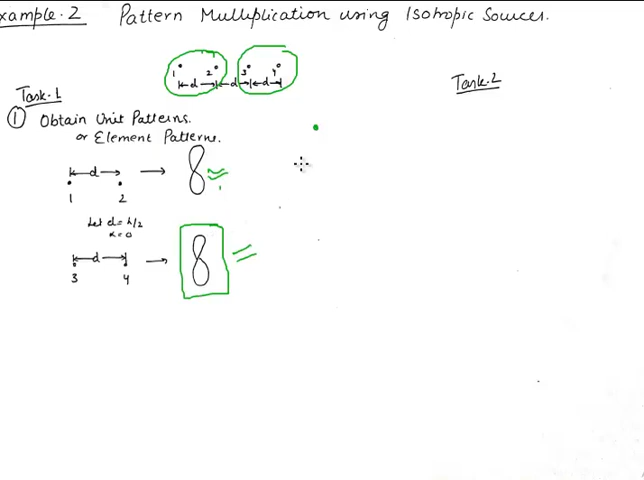 xample.2 Pattern Multiplication using Isotropic Sources.
1 2 3 4
d d d
Task.1
Task.2
① Obtain Unit Patterns.
or Element Patterns.
d
1 2
Let d = λ/2
α = 0
d
3 4